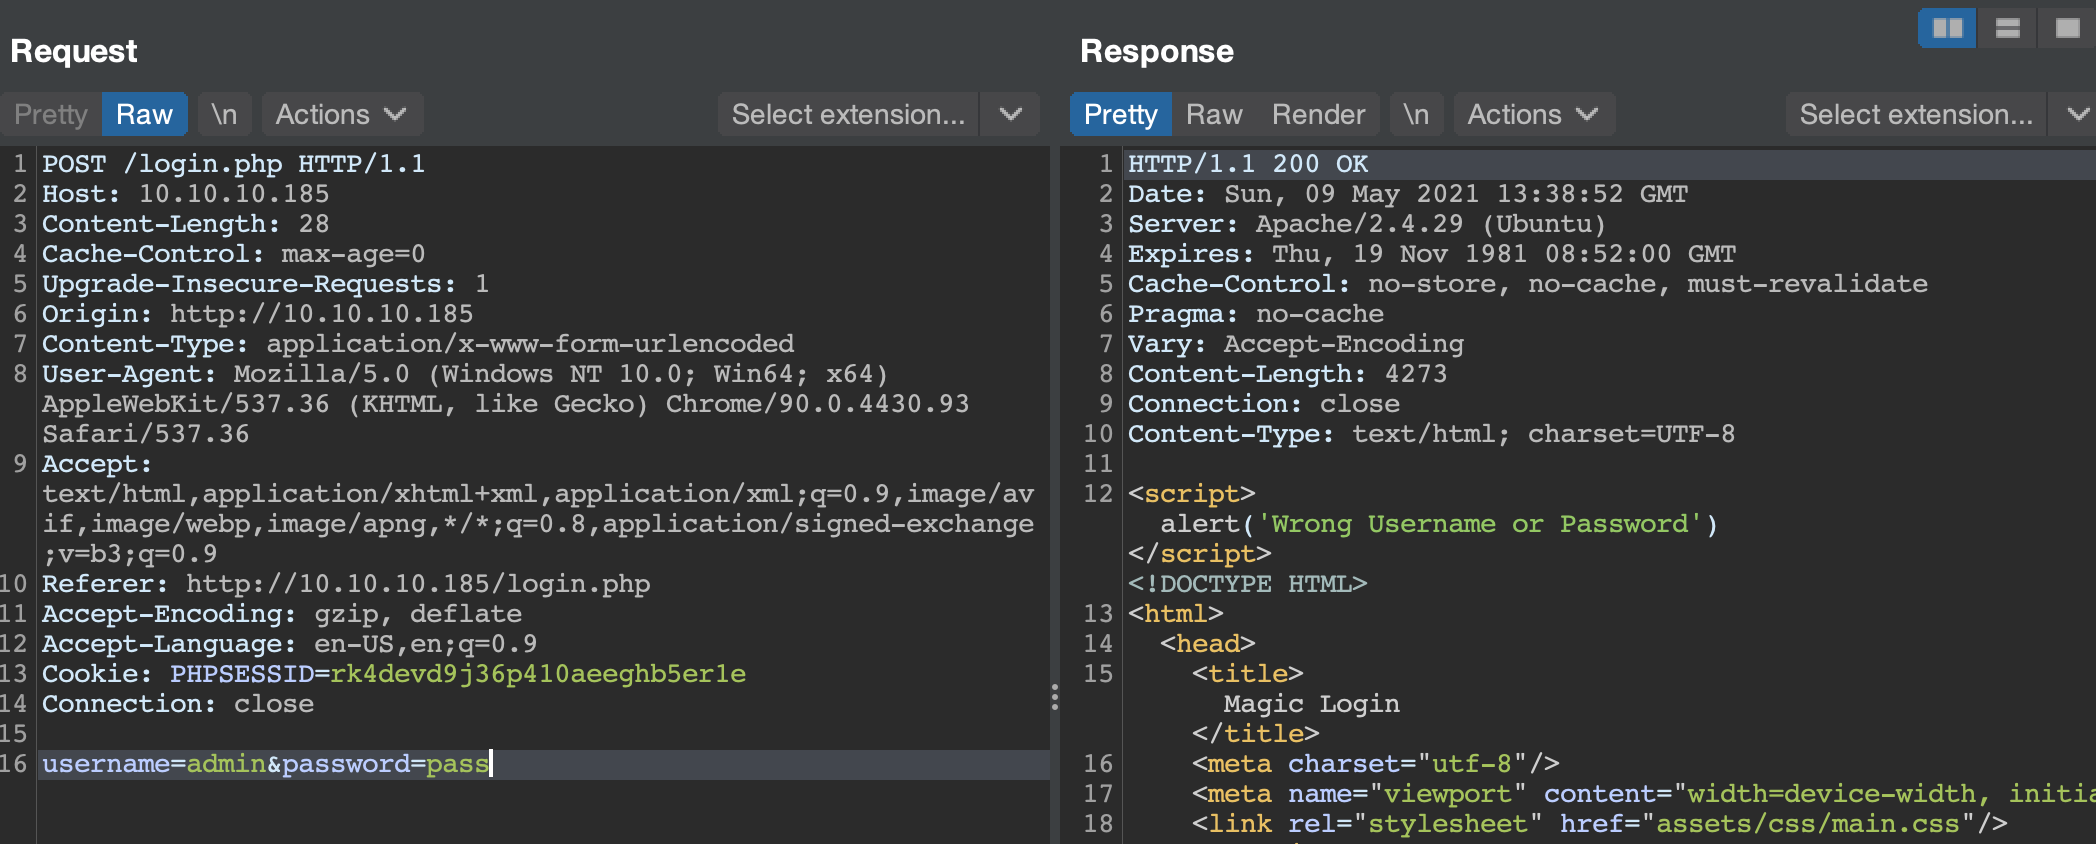 Request
Pretty Raw \n Actions Select extension...
1 POST /login.php HTTP/1.1
2 Host: 10.10.10.185
3 Content-Length: 28
4 Cache-Control: max-age=0
5 Upgrade-Insecure-Requests: 1
6 Origin: http://10.10.10.185
7 Content-Type: application/x-www-form-urlencoded
8 User-Agent: Mozilla/5.0 (Windows NT 10.0; Win64; x64)
AppleWebKit/537.36 (KHTML, like Gecko) Chrome/90.0.4430.93
Safari/537.36
9 Accept:
text/html,application/xhtml+xml,application/xml;q=0.9,image/av
if,image/webp,image/apng,*/*;q=0.8,application/signed-exchange
;v=b3;q=0.9
10 Referer: http://10.10.10.185/login.php
11 Accept-Encoding: gzip, deflate
12 Accept-Language: en-US,en;q=0.9
13 Cookie: PHPSESSID=rk4devd9j36p410aeeghb5er1e
14 Connection: close
15
16 username=admin&password=pass
Response
Pretty Raw Render \n Actions Select extension...
1 HTTP/1.1 200 OK
2 Date: Sun, 09 May 2021 13:38:52 GMT
3 Server: Apache/2.4.29 (Ubuntu)
4 Expires: Thu, 19 Nov 1981 08:52:00 GMT
5 Cache-Control: no-store, no-cache, must-revalidate
6 Pragma: no-cache
7 Vary: Accept-Encoding
8 Content-Length: 4273
9 Connection: close
10 Content-Type: text/html; charset=UTF-8
11
12 <script>
alert('Wrong Username or Password')
</script>
<!DOCTYPE HTML>
13 <html>
14 <head>
15 <title>
Magic Login
</title>
16 <meta charset="utf-8"/>
17 <meta name="viewport" content="width=device-width, initia
18 <link rel="stylesheet" href="assets/css/main.css"/>